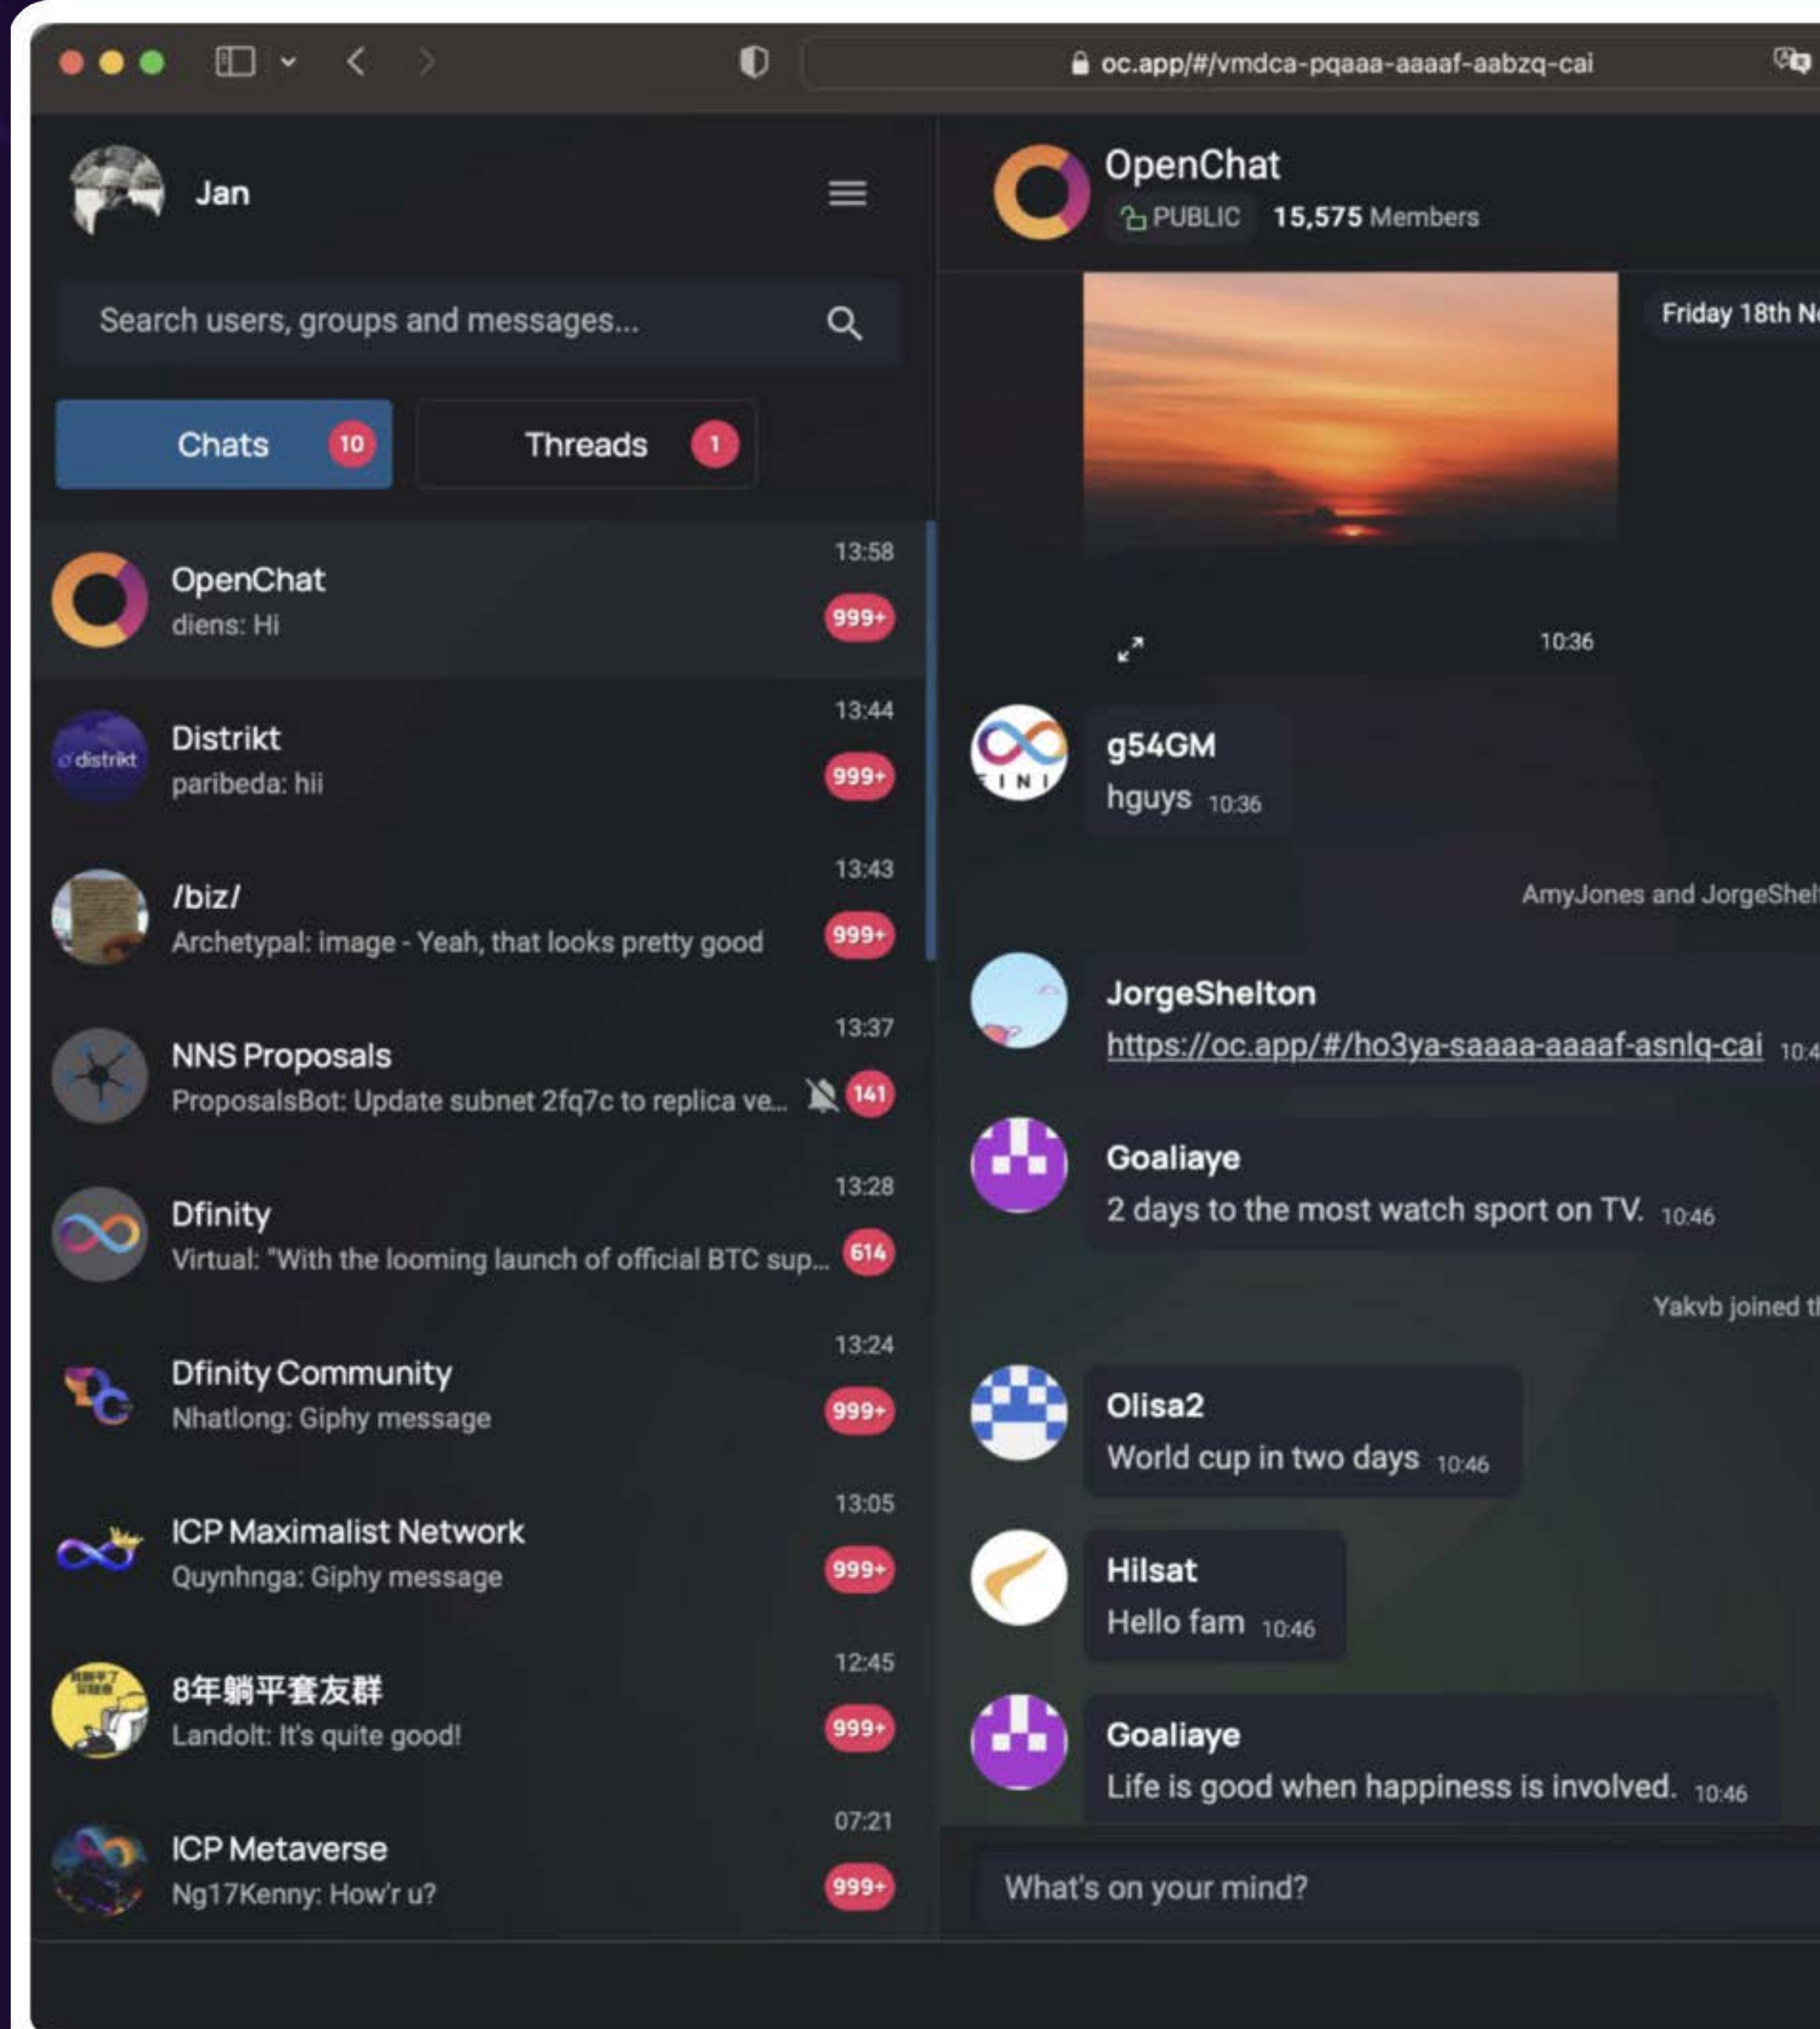 oc.app/#/vmdca-pqaaa-aaaaf-aabzq-cai
Jan
Search users, groups and messages...
Chats 10 Threads 1
OpenChat 13:58
diens: Hi 999+
Distrikt 13:44
distrikt
paribeda: hii 999+
/biz/ 13:43
Archetypal: image - Yeah, that looks pretty good 999+
NNS Proposals 13:37
ProposalsBot: Update subnet 2fq7c to replica ve... 141
Dfinity 13:28
Virtual: "With the looming launch of official BTC sup... 614
Dfinity Community 13:24
Nhatlong: Giphy message 999+
ICP Maximalist Network 13:05
Quynhnga: Giphy message 999+
8年躺平套友群 12:45
Landolt: It's quite good! 999+
ICP Metaverse 07:21
Ng17Kenny: How'r u? 999+
OpenChat
PUBLIC 15,575 Members
Friday 18th
10:36
g54GM
INI
hguys 10:36
AmyJones and
JorgeShelton
https://oc.app/#/ho3ya-saaaa-aaaaf-asnlq-cai
Goaliaye
2 days to the most watch sport on TV. 10:46
Yakvb joined
Olisa2
World cup in two days 10:46
Hilsat
Hello fam 10:46
Goaliaye
Life is good when happiness is involved. 10:46
What's on your mind?